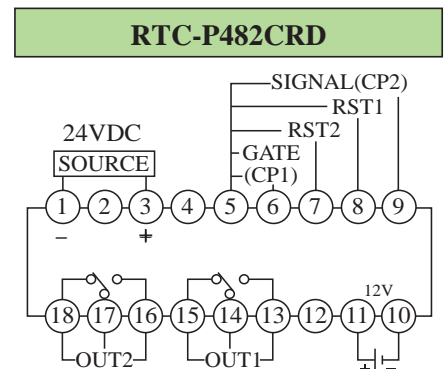 RTC-P482CRD
SIGNAL(CP2)
RST1
24VDC
RST2
SOURCE
GATE
(CP1)
1 2 3 4 5 6 7 8 9
− +
12V
18 17 16 15 14 13 12 11 10
OUT2 OUT1 + −